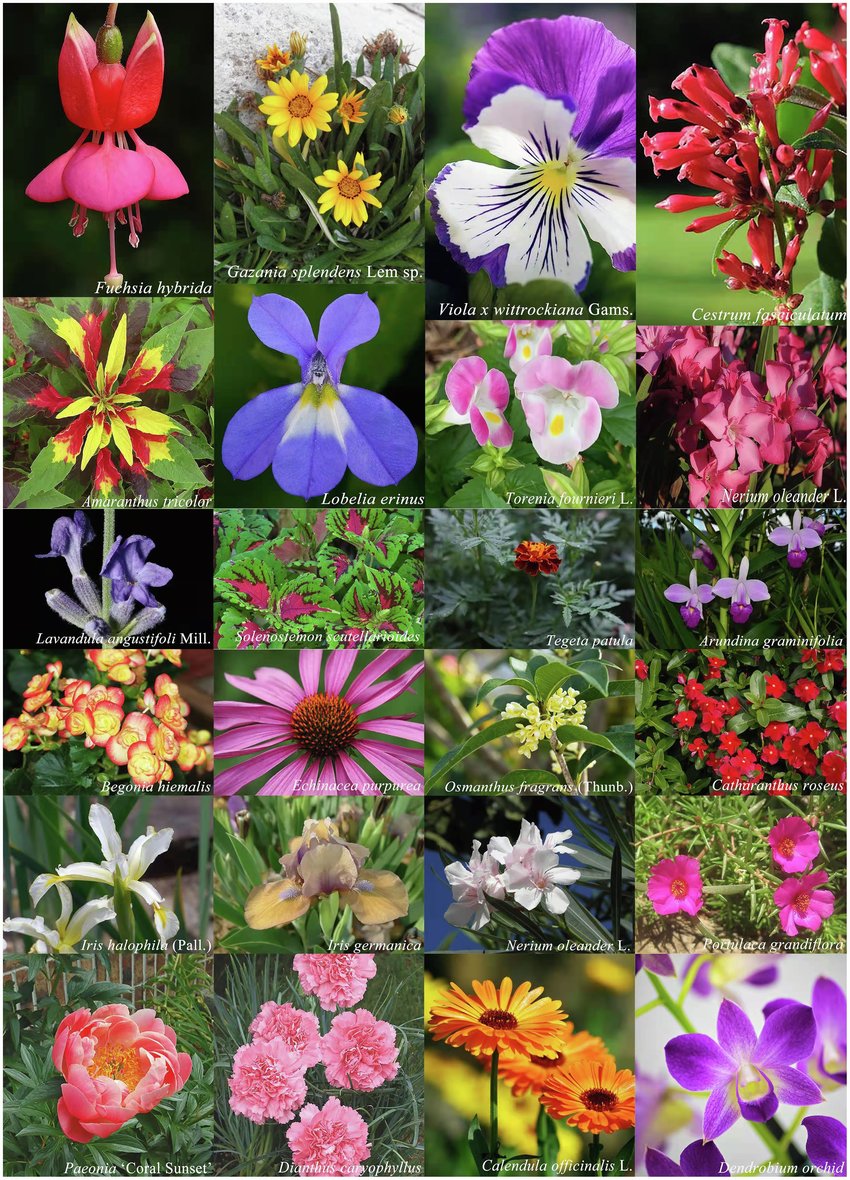 Fuchsia hybrida
Gazania splendens Lem sp.
Viola x wittrockiana Gams.
Cestrum fasciculatum
Amaranthus tricolor
Lobelia erinus
Torenia fournieri L.
Nerium oleander L.
Lavandula angustifoli Mill.
Solenostemon scutellarioides
Tegeta patula
Arundina graminifolia
Begonia hiemalis
Echinacea purpurea
Osmanthus fragrans (Thunb.)
Catharanthus roseus
Iris halophila (Pall.)
Iris germanica
Nerium oleander L.
Portulaca grandiflora
Paeonia ‘Coral Sunset’
Dianthus caryophyllus
Calendula officinalis L.
Dendrobium orchid